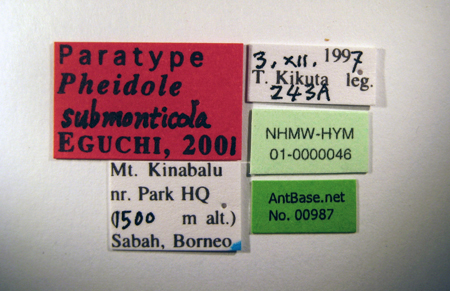 Paratype
Pheidole
submonticola
EGUCHI, 2001
3. XII. 1997
T. Kikuta leg.
Z43A
NHMW-HYM
01-0000046
Mt. Kinabalu
nr. Park HQ
(1500 m alt.)
Sabah, Borneo
AntBase.net
No. 00987